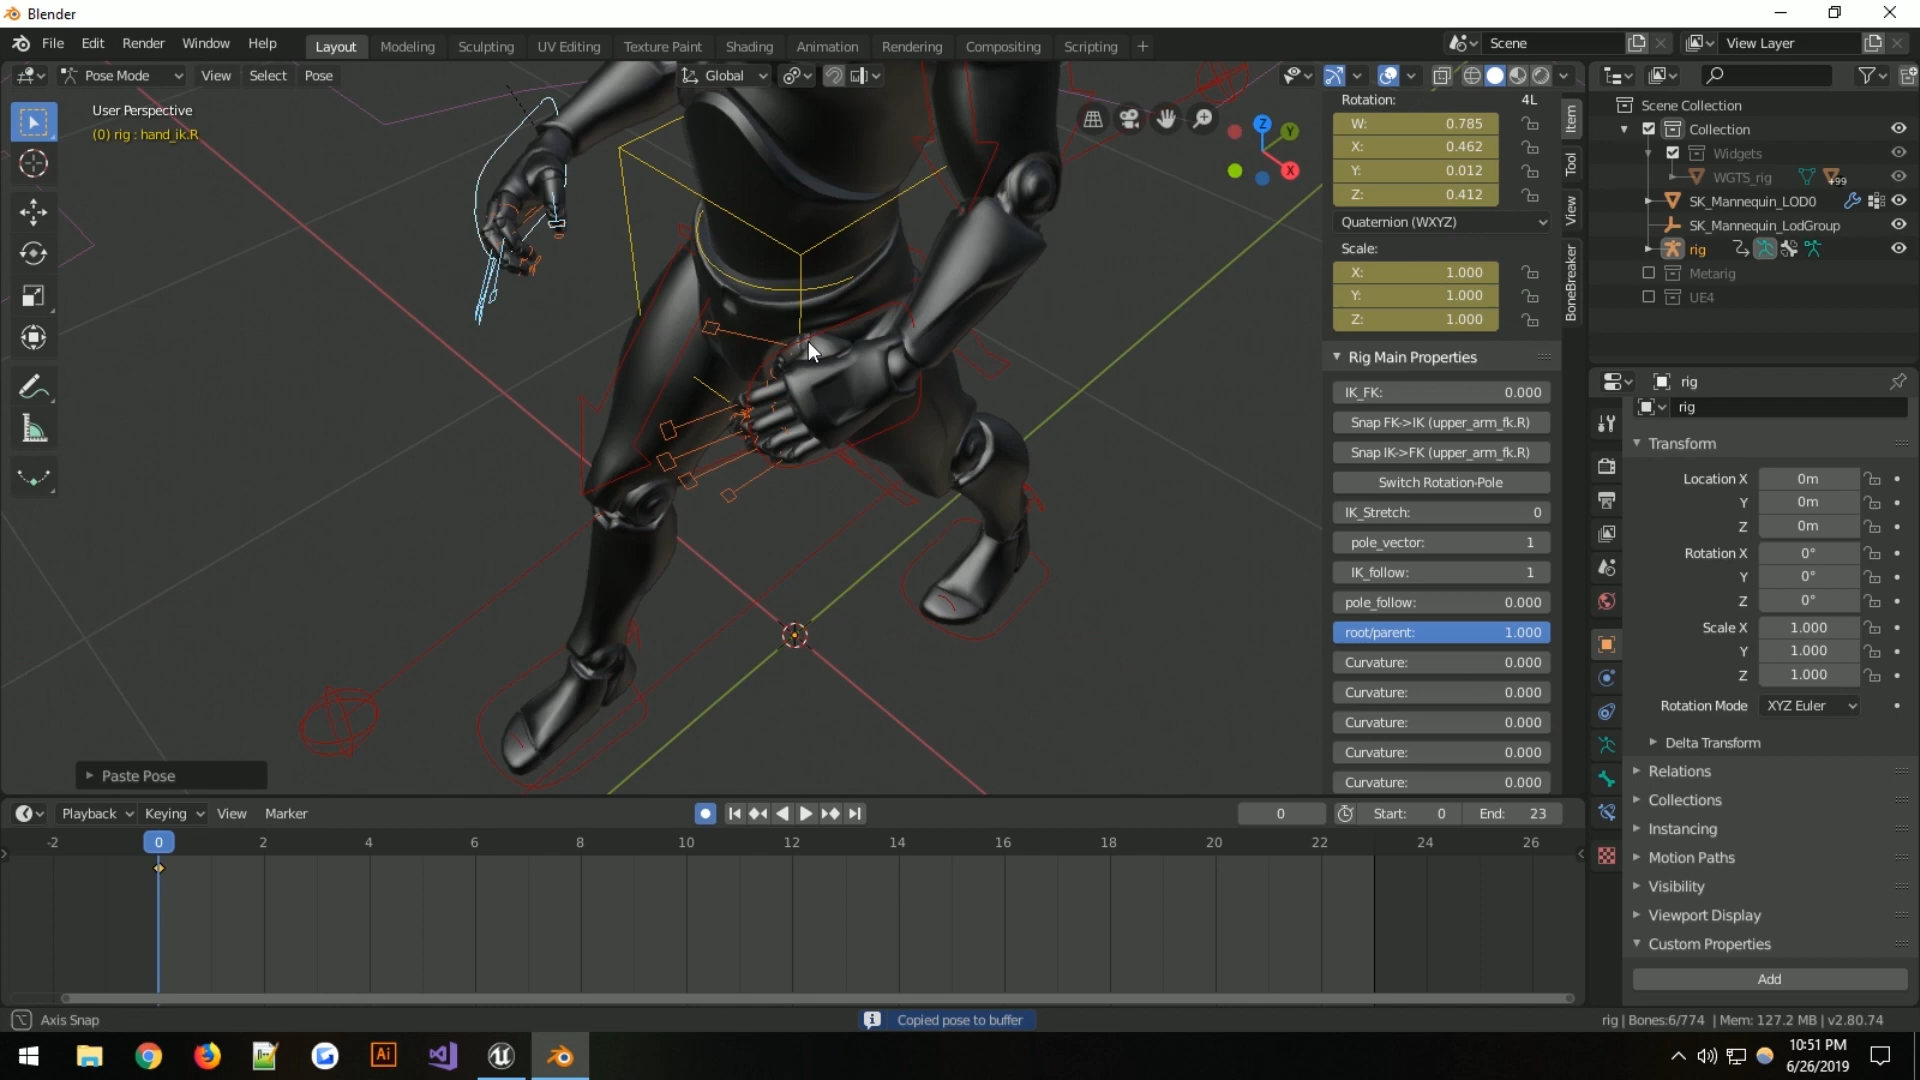 Blender
File Edit Render Window Help Layout Modeling Sculpting UV Editing Texture Paint Shading Animation Rendering Compositing Scripting + Scene View Layer
Pose Mode View Select Pose Global
User Perspective
(0) rig : hand_ik.R
Z
Y
X
Paste Pose
Rotation: 4L
W: 0.785
X: 0.462
Y: 0.012
Z: 0.412
Quaternion (WXYZ)
Scale:
X: 1.000
Y: 1.000
Z: 1.000
Rig Main Properties
IK_FK: 0.000
Snap FK->IK (upper_arm_fk.R)
Snap IK->FK (upper_arm_fk.R)
Switch Rotation-Pole
IK_Stretch: 0
pole_vector: 1
IK_follow: 1
pole_follow: 0.000
root/parent: 1.000
Curvature: 0.000
Curvature: 0.000
Curvature: 0.000
Curvature: 0.000
Curvature: 0.000
Item
Tool
View
BoneBreaker
Scene Collection
Collection
Widgets
WGTS_rig +99
SK_Mannequin_LOD0
SK_Mannequin_LodGroup
rig
Metarig
UE4
rig
rig
Transform
Location X 0m
Y 0m
Z 0m
Rotation X 0°
Y 0°
Z 0°
Scale X 1.000
Y 1.000
Z 1.000
Rotation Mode XYZ Euler
Delta Transform
Relations
Collections
Instancing
Motion Paths
Visibility
Viewport Display
Custom Properties
Add
Playback Keying View Marker 0 Start: 0 End: 23
-2 0 2 4 6 8 10 12 14 16 18 20 22 24 26
Axis Snap Copied pose to buffer rig | Bones:6/774 | Mem: 127.2 MB | v2.80.74
Ai
10:51 PM
6/26/2019